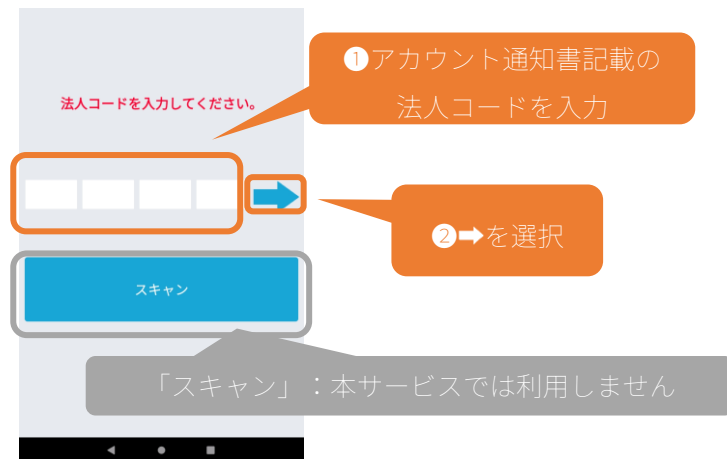 ❶アカウント通知書記載の
法人コードを入力
法人コードを入力してください。
❷➡を選択
スキャン
「スキャン」：本サービスでは利用しません